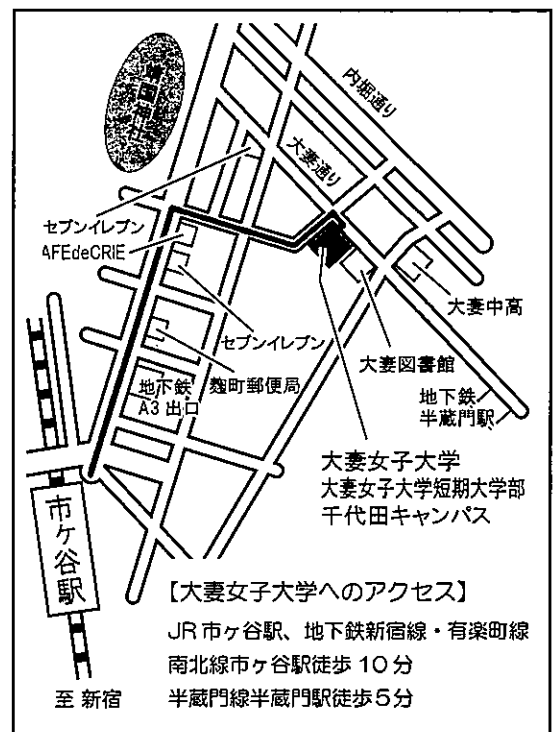 靖国神社
内堀通り
大妻通り
セブンイレブン
AFEdeCRIE
セブンイレブン
大妻中高
大妻図書館
地下鉄
A3 出口
麹町郵便局
地下鉄
半蔵門駅
大妻女子大学
大妻女子大学短期大学部
千代田キャンパス
市ヶ谷駅
【大妻女子大学へのアクセス】
JR 市ヶ谷駅、地下鉄新宿線・有楽町線
南北線市ヶ谷駅徒歩 10 分
至 新宿
半蔵門線半蔵門駅徒歩 5 分